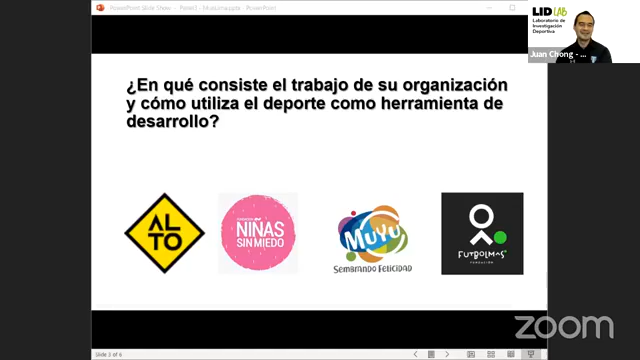 PowerPoint Slide Show
PowerPoint
LID LAB
Laboratorio de
Investigación
Deportiva
Juan Chong -
¿En qué consiste el trabajo de su organización
y cómo utiliza el deporte como herramienta de
desarrollo?
ALTO
NIÑAS
SIN MIEDO
MUYU
SEMBRANDO FELICIDAD
FUTBOLMAS
FUNDACIÓN
zoom
Slide 3 of 6